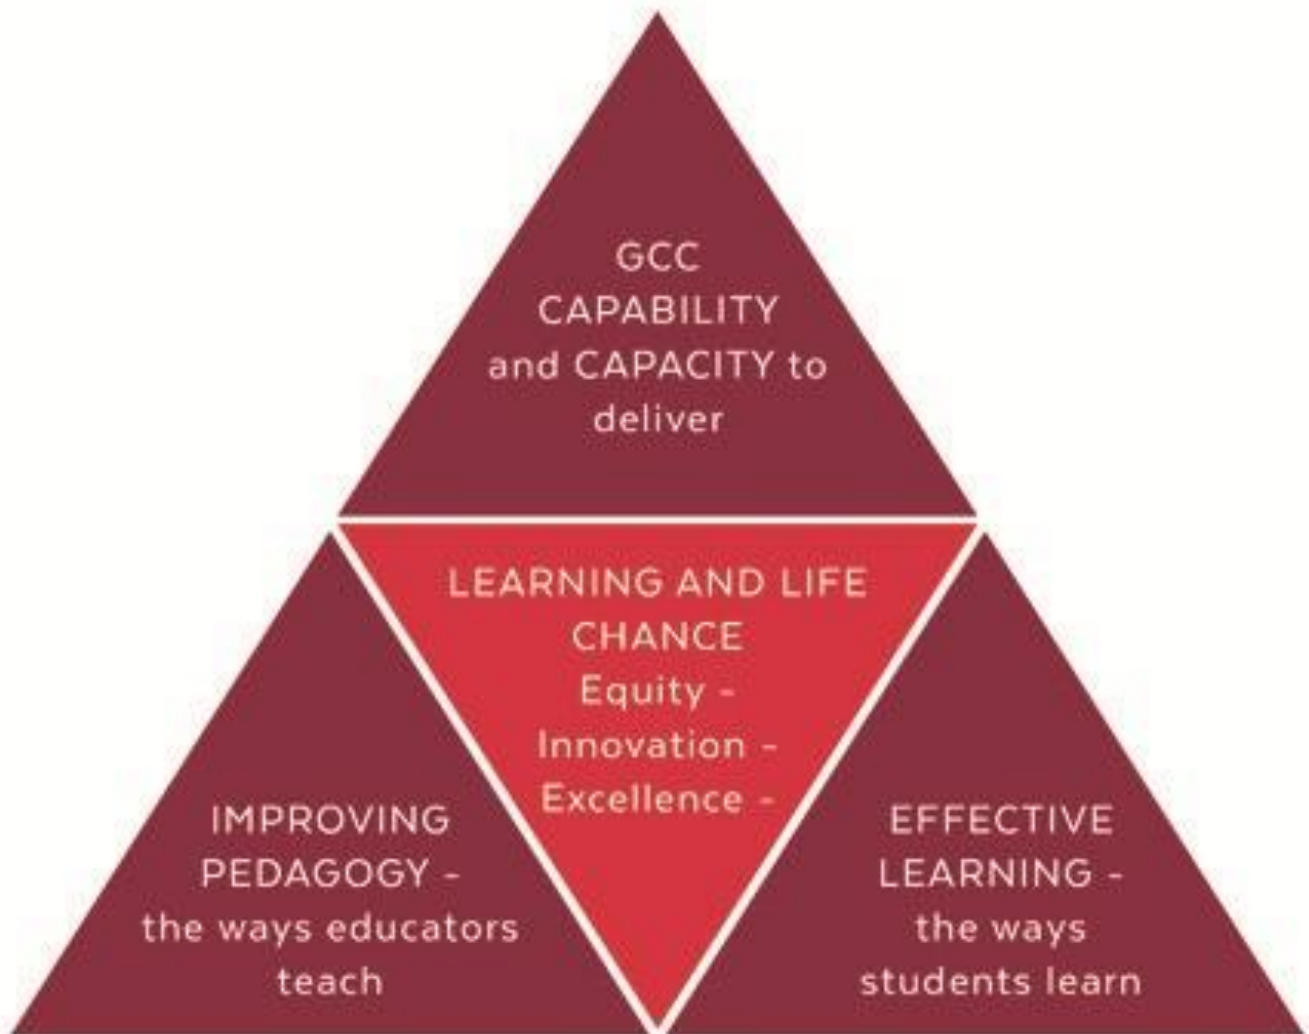 GCC
CAPABILITY
and CAPACITY to
deliver
LEARNING AND LIFE
CHANCE
Equity -
Innovation -
Excellence -
IMPROVING
PEDAGOGY -
the ways educators
teach
EFFECTIVE
LEARNING -
the ways
students learn